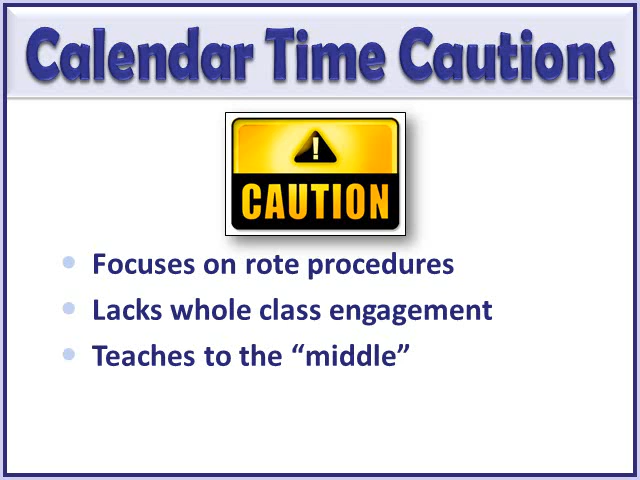 Calendar Time Cautions
!
CAUTION
• Focuses on rote procedures
• Lacks whole class engagement
• Teaches to the “middle”